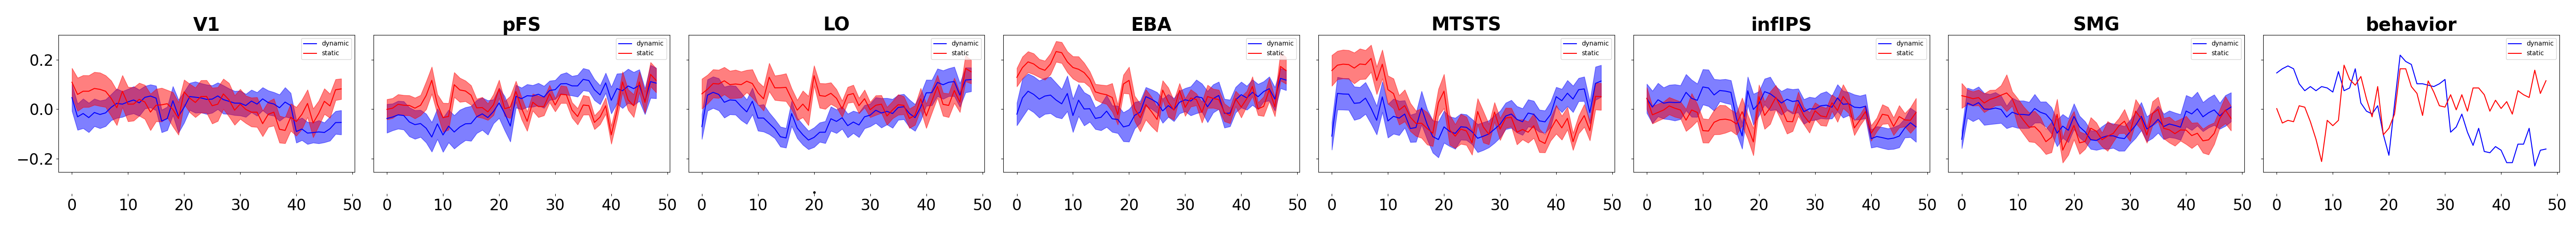 V1 pFS LO EBA MTSTS infIPS SMG behavior
dynamic dynamic dynamic dynamic dynamic dynamic dynamic dynamic
static static static static static static static static
0.2
0.0
−0.2
0 10 20 30 40 50 0 10 20 30 40 50 0 10 20 30 40 50 0 10 20 30 40 50 0 10 20 30 40 50 0 10 20 30 40 50 0 10 20 30 40 50 0 10 20 30 40 50